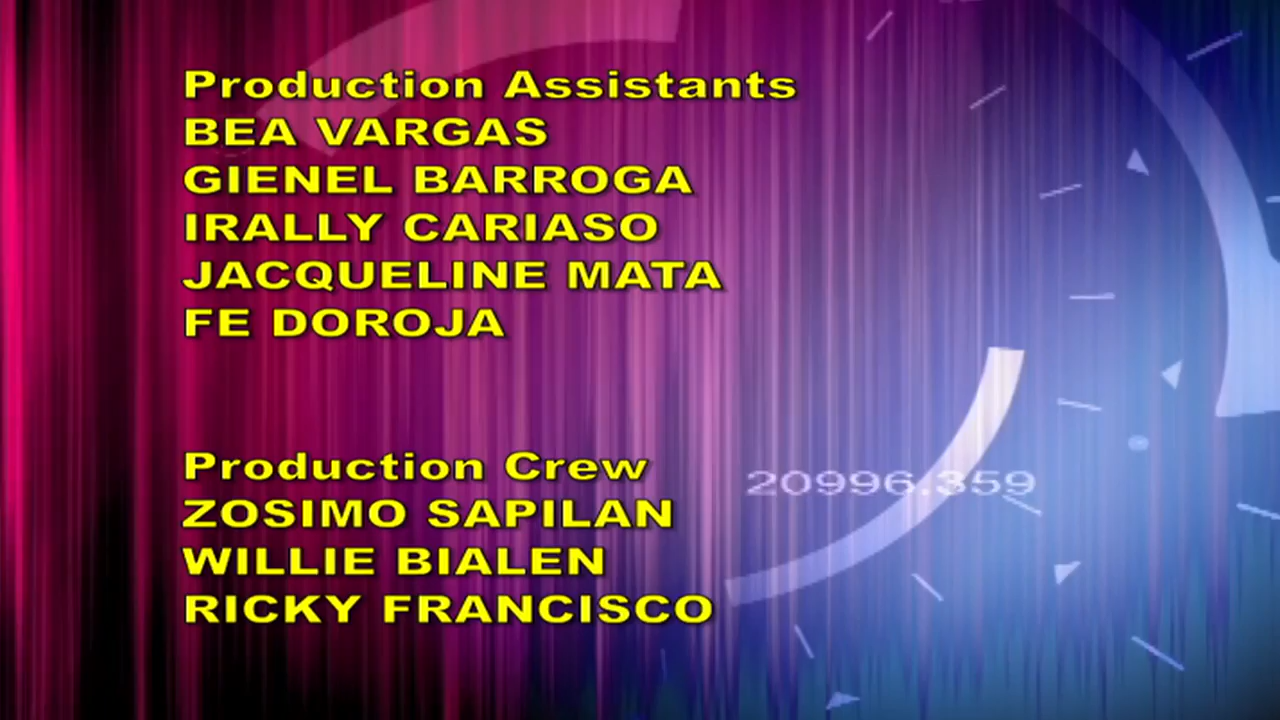 Production Assistants
BEA VARGAS
GIENEL BARROGA
IRALLY CARIASO
JACQUELINE MATA
FE DOROJA
Production Crew
20996.359
ZOSIMO SAPILAN
WILLIE BIALEN
RICKY FRANCISCO